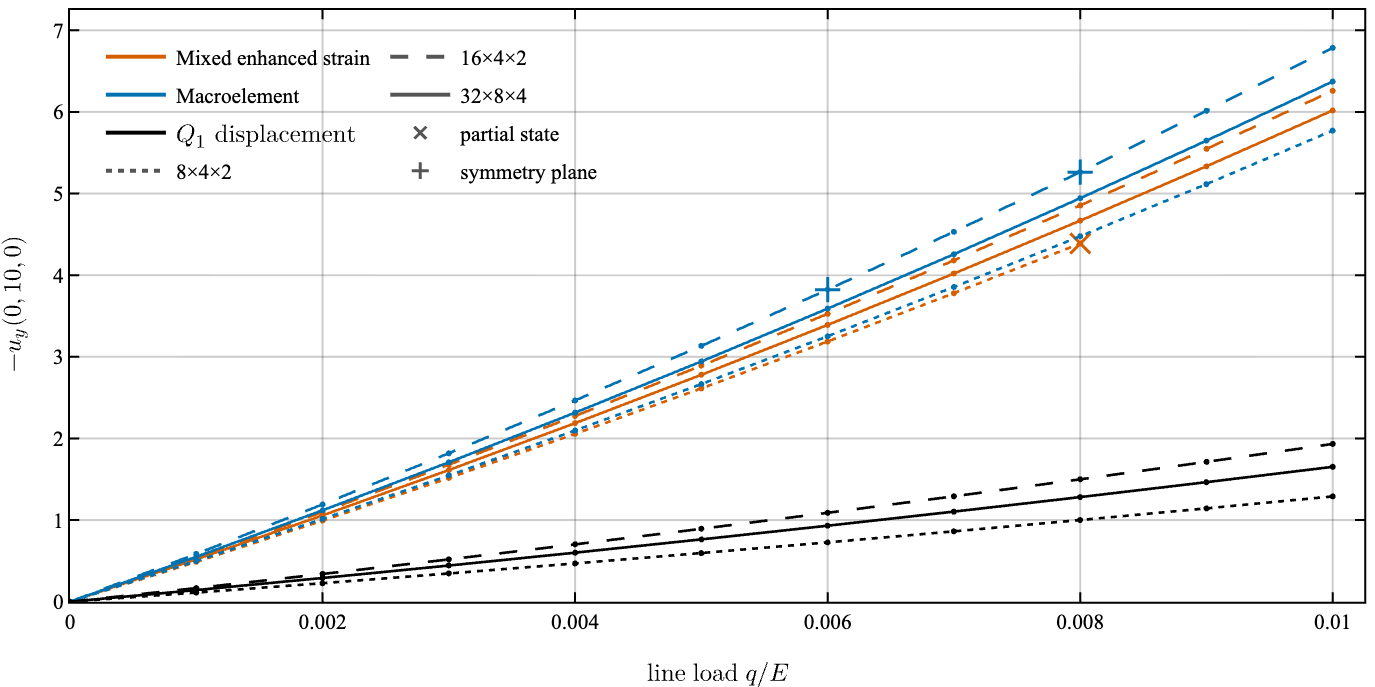 7
6
5
4
3
2
1
0
−u_y(0, 10, 0)
Mixed enhanced strain
Macroelement
Q₁ displacement
8×4×2
16×4×2
32×8×4
partial state
symmetry plane
0 0.002 0.004 0.006 0.008 0.01
line load q/E